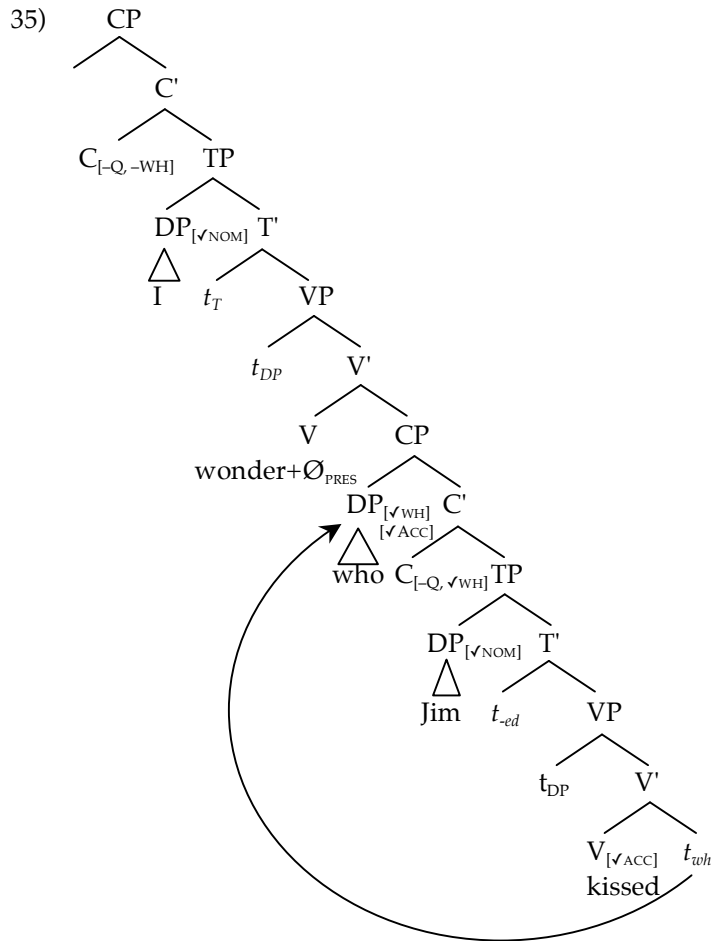 35) CP
C'
C[–Q, –WH] TP
DP[✓NOM] T'
I tT
VP
tDP V'
V CP
wonder+ØPRES
DP[✓WH] C'
[✓ACC]
who C[–Q, ✓WH] TP
DP[✓NOM] T'
Jim t-ed VP
tDP V'
V[✓ACC] twh
kissed